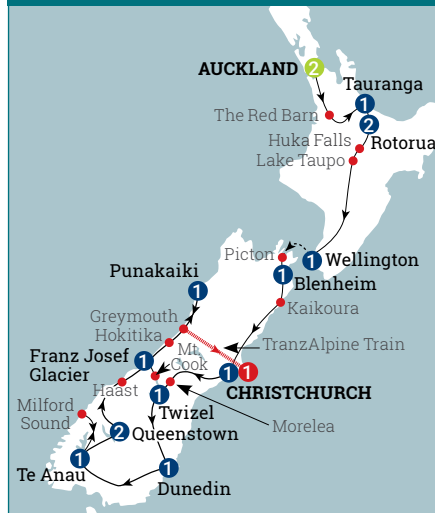 AUCKLAND
2
Tauranga
1
The Red Barn
2
Huka Falls
Rotorua
Lake Taupo
Picton
1
Wellington
Punakaiki
1
Blenheim
1
Kaikoura
Greymouth
Hokitika
TranzAlpine Train
Franz Josef
Glacier
1
Mt
Cook
1
1
CHRISTCHURCH
Haast
1
Twizel
Morelea
Milford
Sound
2
Queenstown
Te Anau
1
1
Dunedin